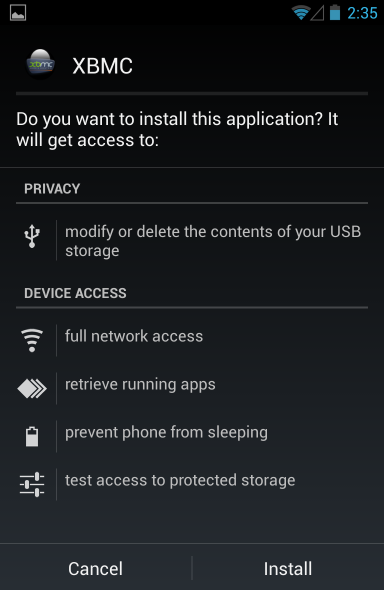 2:35
xbmc
XBMC
Do you want to install this application? It
will get access to:
PRIVACY
modify or delete the contents of your USB
storage
DEVICE ACCESS
full network access
retrieve running apps
prevent phone from sleeping
test access to protected storage
Cancel
Install